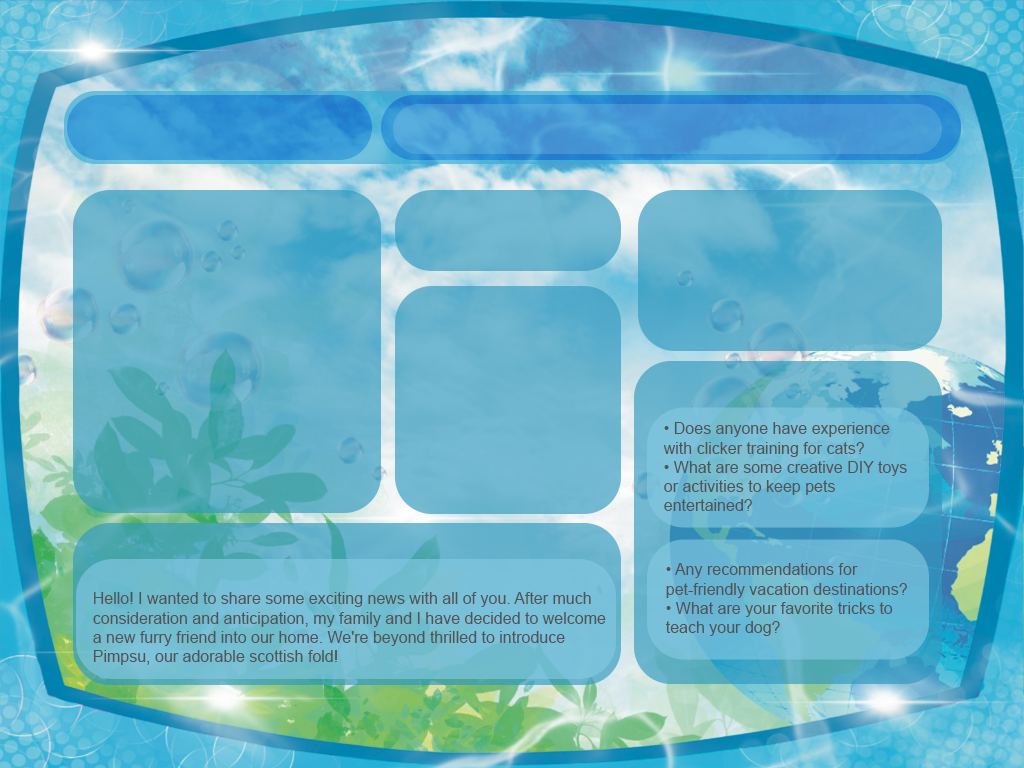 • Does anyone have experience
with clicker training for cats?
• What are some creative DIY toys
or activities to keep pets
entertained?
• Any recommendations for
pet-friendly vacation destinations?
• What are your favorite tricks to
teach your dog?
Hello! I wanted to share some exciting news with all of you. After much
consideration and anticipation, my family and I have decided to welcome
a new furry friend into our home. We're beyond thrilled to introduce
Pimpsu, our adorable scottish fold!